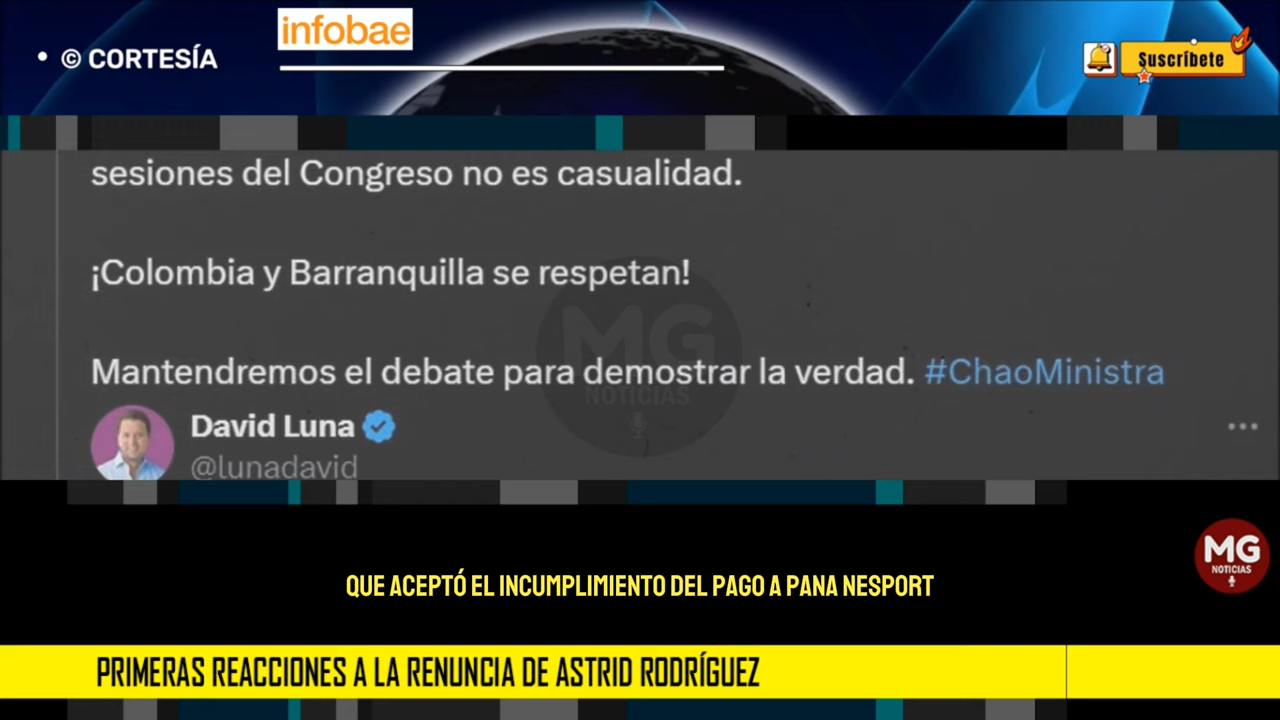 infobae
• © CORTESÍA
Suscríbete
sesiones del Congreso no es casualidad.
¡Colombia y Barranquilla se respetan!
Mantendremos el debate para demostrar la verdad. #ChaoMinistra
MG
NOTICIAS
David Luna
@lunadavid
MG
NOTICIAS
QUE ACEPTÓ EL INCUMPLIMIENTO DEL PAGO A PANA NESPORT
PRIMERAS REACCIONES A LA RENUNCIA DE ASTRID RODRÍGUEZ